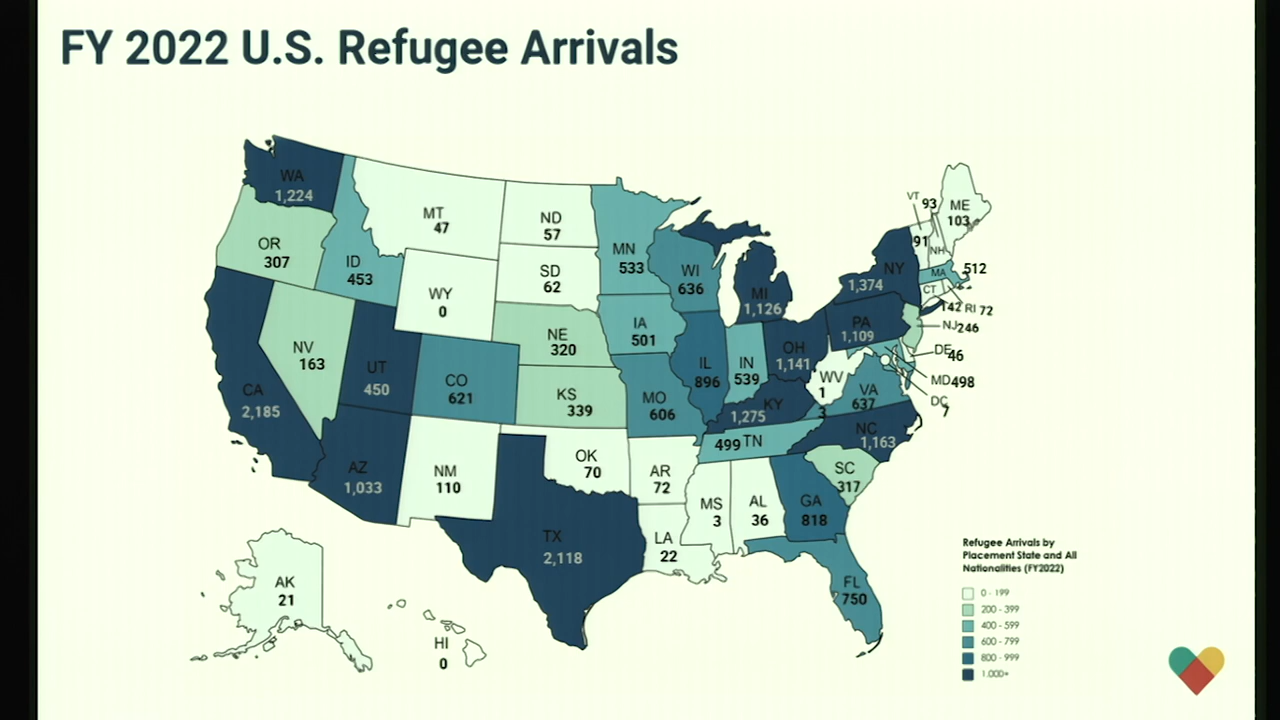 FY 2022 U.S. Refugee Arrivals
WA
1,224
OR
307
ID
453
MT
47
ND
57
SD
62
WY
0
MN
533
WI
636
MI
1,126
NY
1,374
VT
93
ME
103
91
NH
MA
512
CT
142
RI 72
NJ246
PA
1,109
DE
46
MD498
DC
7
NV
163
CA
2,185
UT
450
CO
621
NE
320
KS
339
IA
501
MO
606
IL
896
IN
539
OH
1,141
WV
1
3
VA
637
KY
1,275
NC
1,163
499 TN
SC
317
AZ
1,033
NM
110
OK
70
AR
72
TX
2,118
LA
22
MS
3
AL
36
GA
818
FL
750
AK
21
HI
0
Refugee Arrivals by
Placement State and All
Nationalities (FY2022)
0 - 199
200 - 399
400 - 599
600 - 799
800 - 999
1,000+